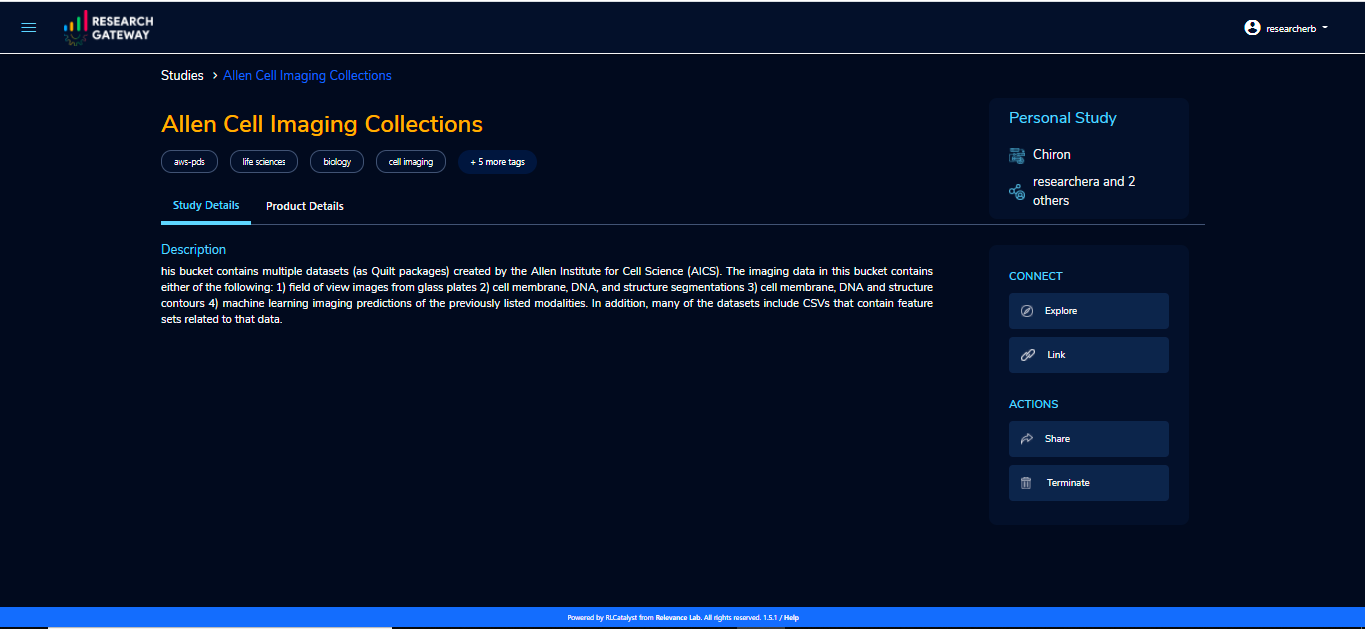 RESEARCH
GATEWAY
researcherb
Studies > Allen Cell Imaging Collections
Allen Cell Imaging Collections
aws-pds life sciences biology cell imaging + 5 more tags
Study Details Product Details
Description
his bucket contains multiple datasets (as Quilt packages) created by the Allen Institute for Cell Science (AICS). The imaging data in this bucket contains
either of the following: 1) field of view images from glass plates 2) cell membrane, DNA, and structure segmentations 3) cell membrane, DNA and structure
contours 4) machine learning imaging predictions of the previously listed modalities. In addition, many of the datasets include CSVs that contain feature
sets related to that data.
Personal Study
Chiron
researchera and 2
others
CONNECT
Explore
Link
ACTIONS
Share
Terminate
Powered by RLCatalyst from Relevance Lab. All rights reserved. 1.5.1 / Help